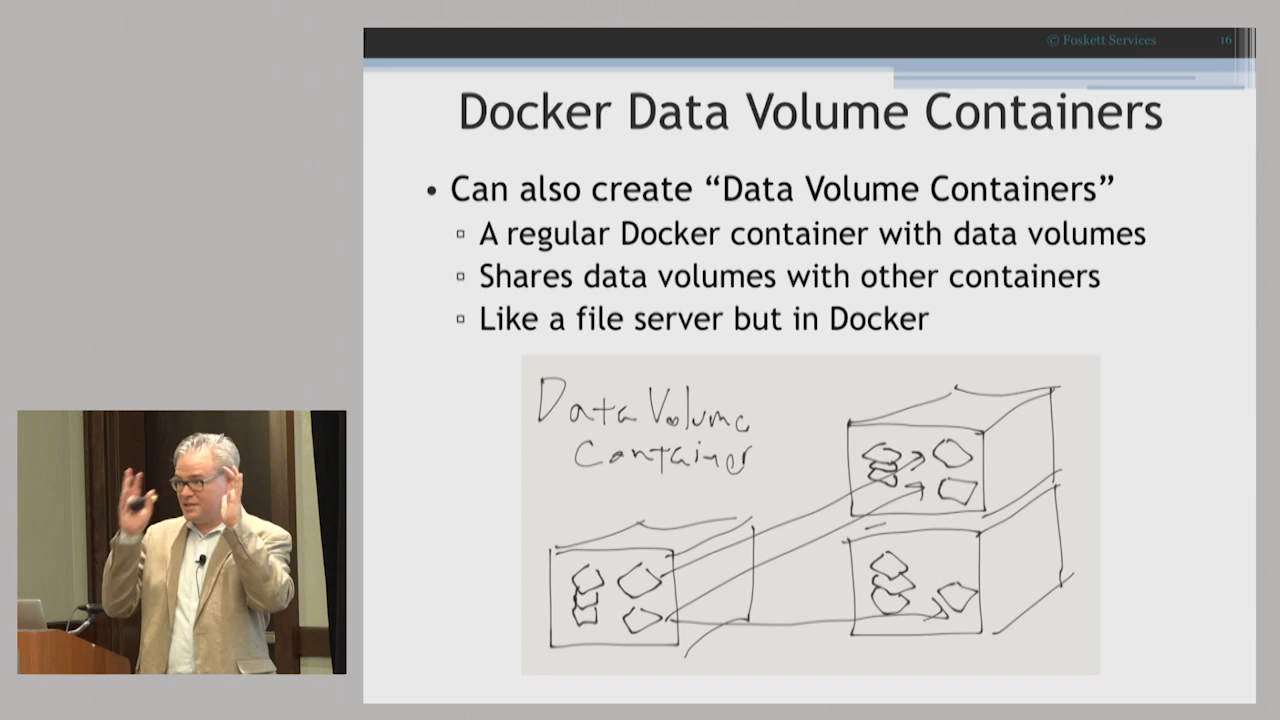 © Foskett Services 16
Docker Data Volume Containers
• Can also create “Data Volume Containers”
▫ A regular Docker container with data volumes
▫ Shares data volumes with other containers
▫ Like a file server but in Docker
Data Volume
Container